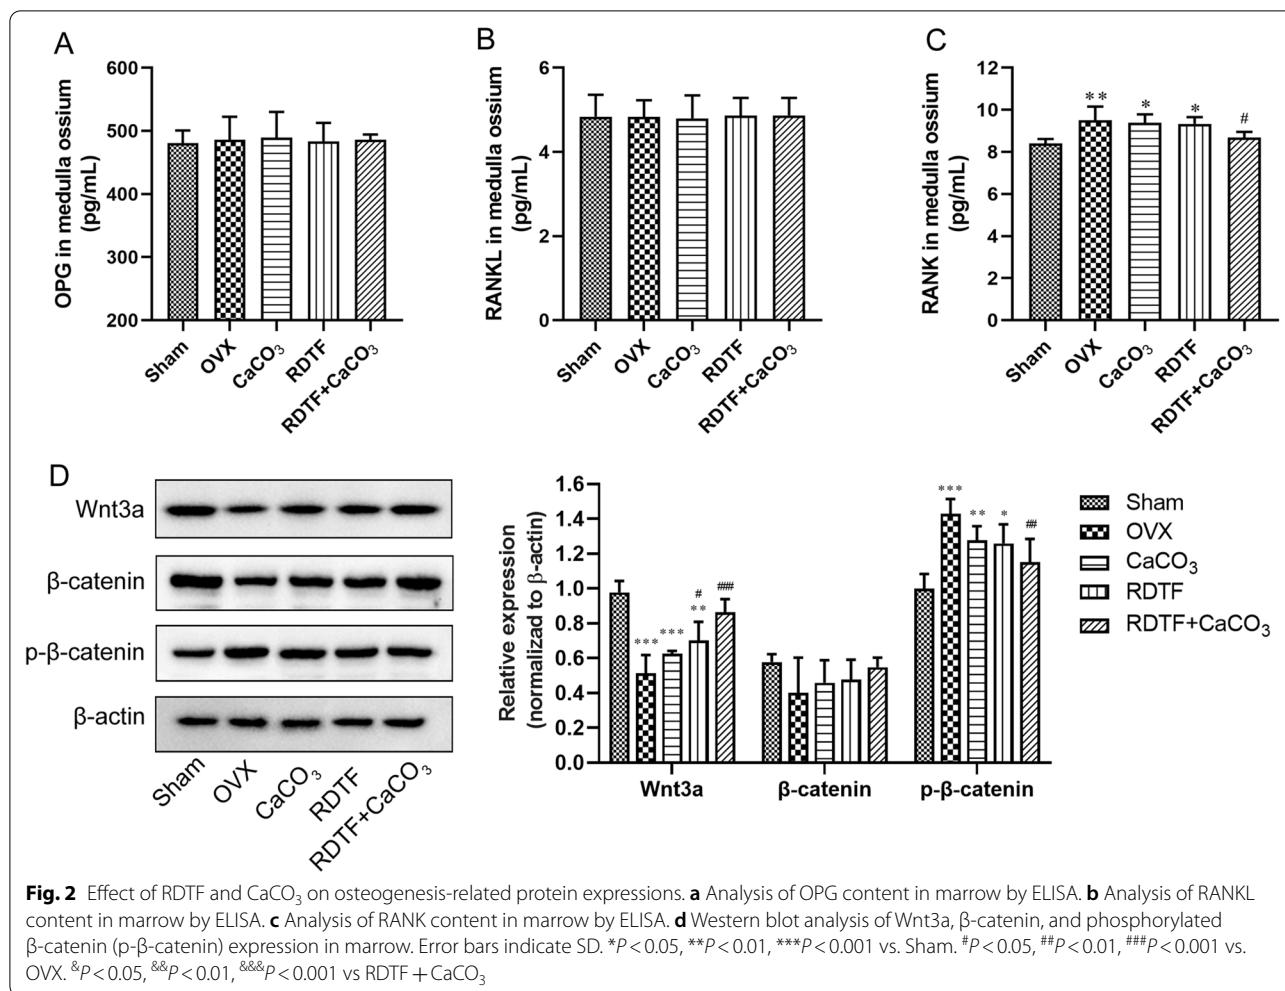 A
OPG in medulla ossium
(pg/mL)
600
500
400
300
200
Sham
OVX
CaCO₃
RDTF
RDTF+CaCO₃
B
RANKL in medulla ossium
(pg/mL)
6
4
2
0
Sham
OVX
CaCO₃
RDTF
RDTF+CaCO₃
C
RANK in medulla ossium
(pg/mL)
12
10
8
6
4
2
0
**
*
*
#
Sham
OVX
CaCO₃
RDTF
RDTF+CaCO₃
D
Wnt3a
β-catenin
p-β-catenin
β-actin
Sham
OVX
CaCO₃
RDTF
RDTF+CaCO₃
Relative expression
(normalizad to β-actin)
1.6
1.4
1.2
1.0
0.8
0.6
0.4
0.2
0.0
***
***
#
**
###
***
**
*
##
Wnt3a
β-catenin
p-β-catenin
Sham
OVX
CaCO₃
RDTF
RDTF+CaCO₃
Fig. 2 Effect of RDTF and CaCO₃ on osteogenesis-related protein expressions. a Analysis of OPG content in marrow by ELISA. b Analysis of RANKL
content in marrow by ELISA. c Analysis of RANK content in marrow by ELISA. d Western blot analysis of Wnt3a, β-catenin, and phosphorylated
β-catenin (p-β-catenin) expression in marrow. Error bars indicate SD. *P < 0.05, **P < 0.01, ***P < 0.001 vs. Sham. #P < 0.05, ##P < 0.01, ###P < 0.001 vs.
OVX. &P < 0.05, &&P < 0.01, &&&P < 0.001 vs RDTF + CaCO₃